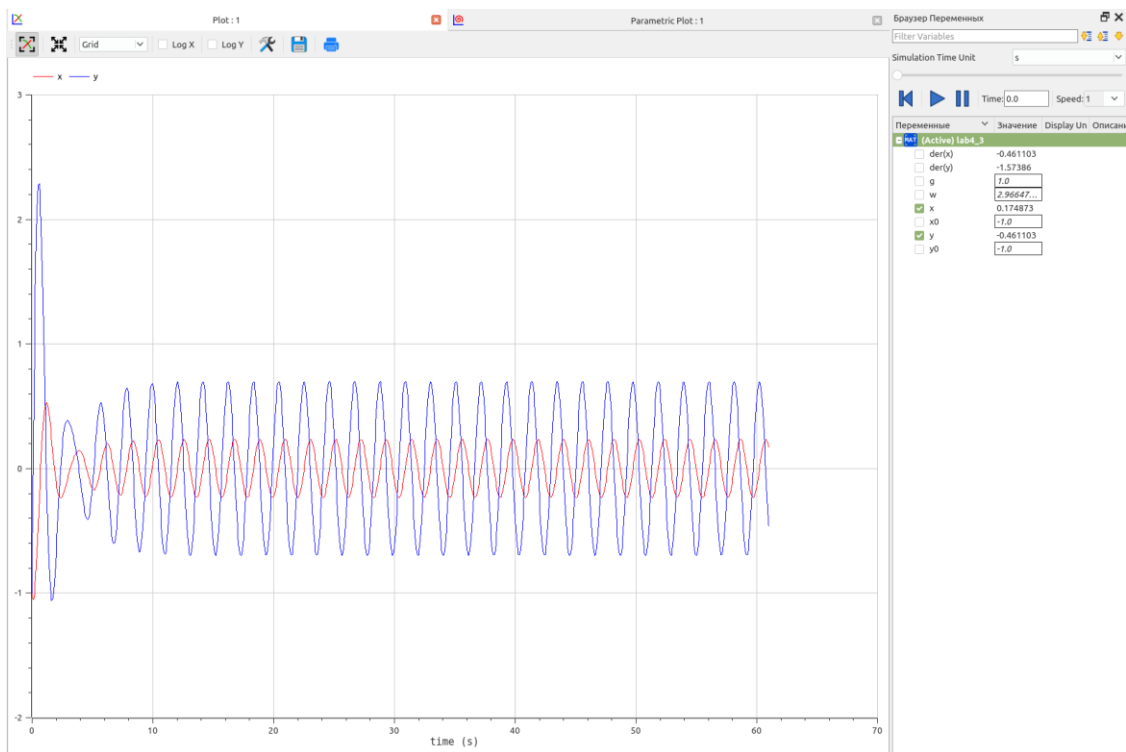 Plot : 1
Parametric Plot : 1
Браузер Переменных
Grid
Log X
Log Y
Filter Variables
Simulation Time Unit
s
Time: 0.0
Speed: 1
Переменные
Значение
Display Un
Описани
MAT
(Active) lab4_3
der(x) -0.461103
der(y) -1.57386
g 1.0
w 2.96647...
x 0.174873
x0 -1.0
y -0.461103
y0 -1.0
x
y
3
2
1
0
-1
-2
0 10 20 30 40 50 60 70
time (s)